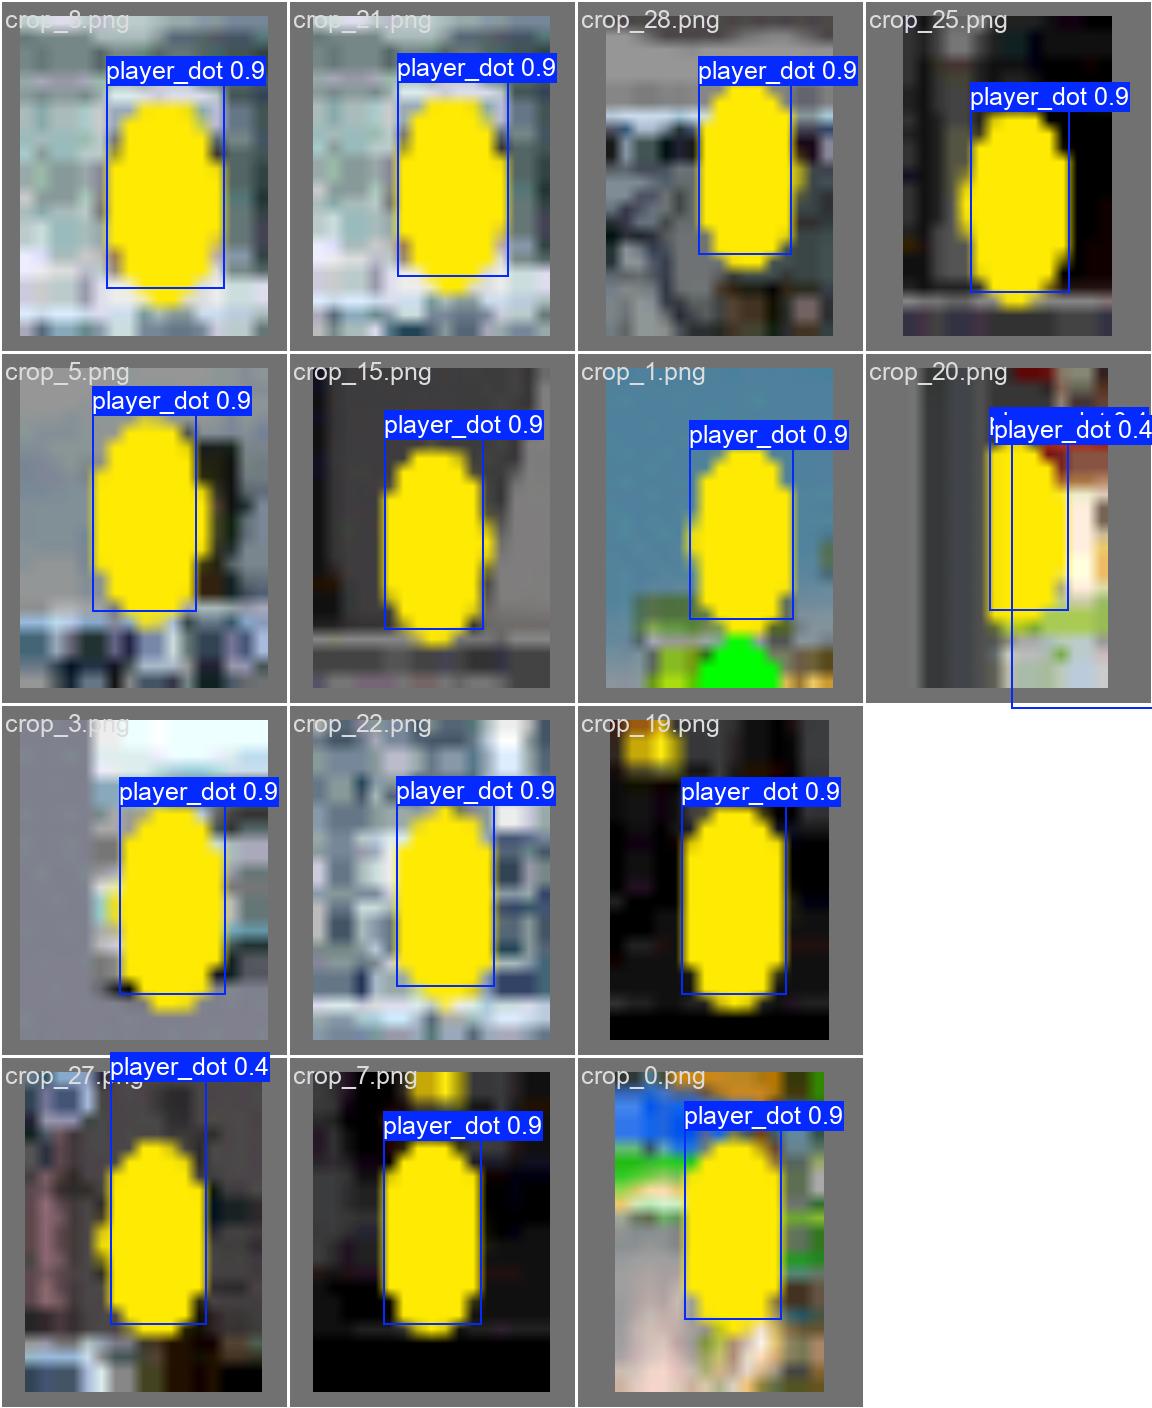 crop_8.png
player_dot 0.9
crop_21.png
player_dot 0.9
crop_28.png
player_dot 0.9
crop_25.png
player_dot 0.9
crop_5.png
player_dot 0.9
crop_15.png
player_dot 0.9
crop_1.png
player_dot 0.9
crop_20.png
player_dot 0.4
crop_3.png
player_dot 0.9
crop_22.png
player_dot 0.9
crop_19.png
player_dot 0.9
crop_27.png
player_dot 0.4
crop_7.png
player_dot 0.9
crop_0.png
player_dot 0.9